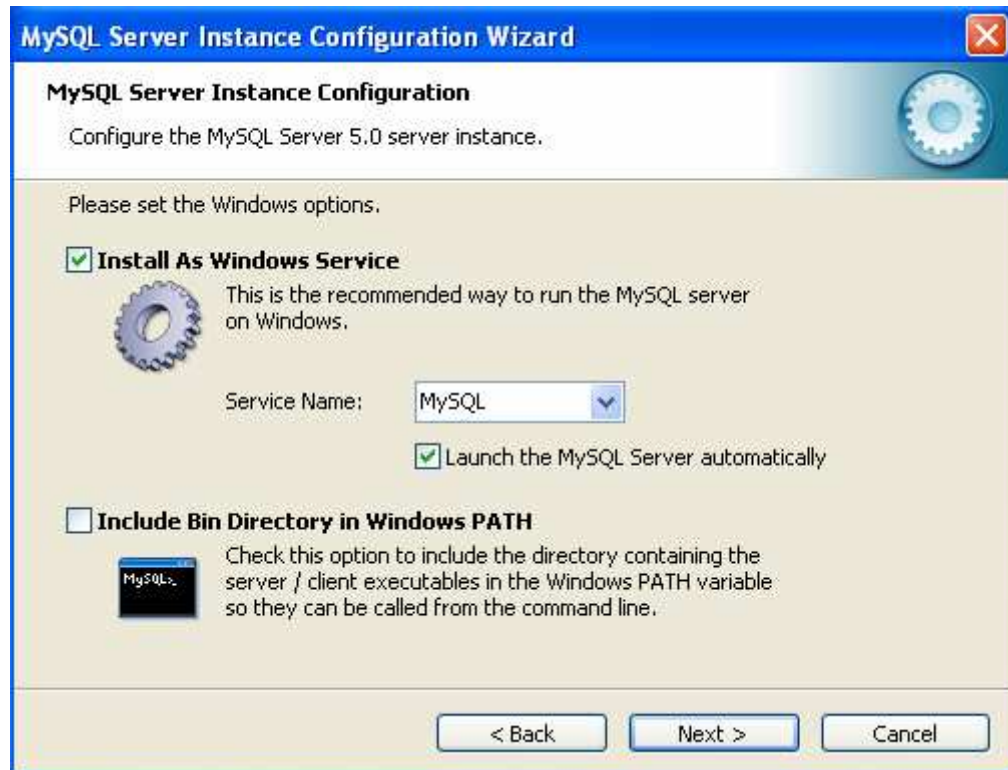 MySQL Server Instance Configuration Wizard
MySQL Server Instance Configuration
Configure the MySQL Server 5.0 server instance.
Please set the Windows options.
Install As Windows Service
This is the recommended way to run the MySQL server
on Windows.
Service Name:
MySQL
Launch the MySQL Server automatically
Include Bin Directory in Windows PATH
MySQL>_
Check this option to include the directory containing the
server / client executables in the Windows PATH variable
so they can be called from the command line.
< Back
Next >
Cancel